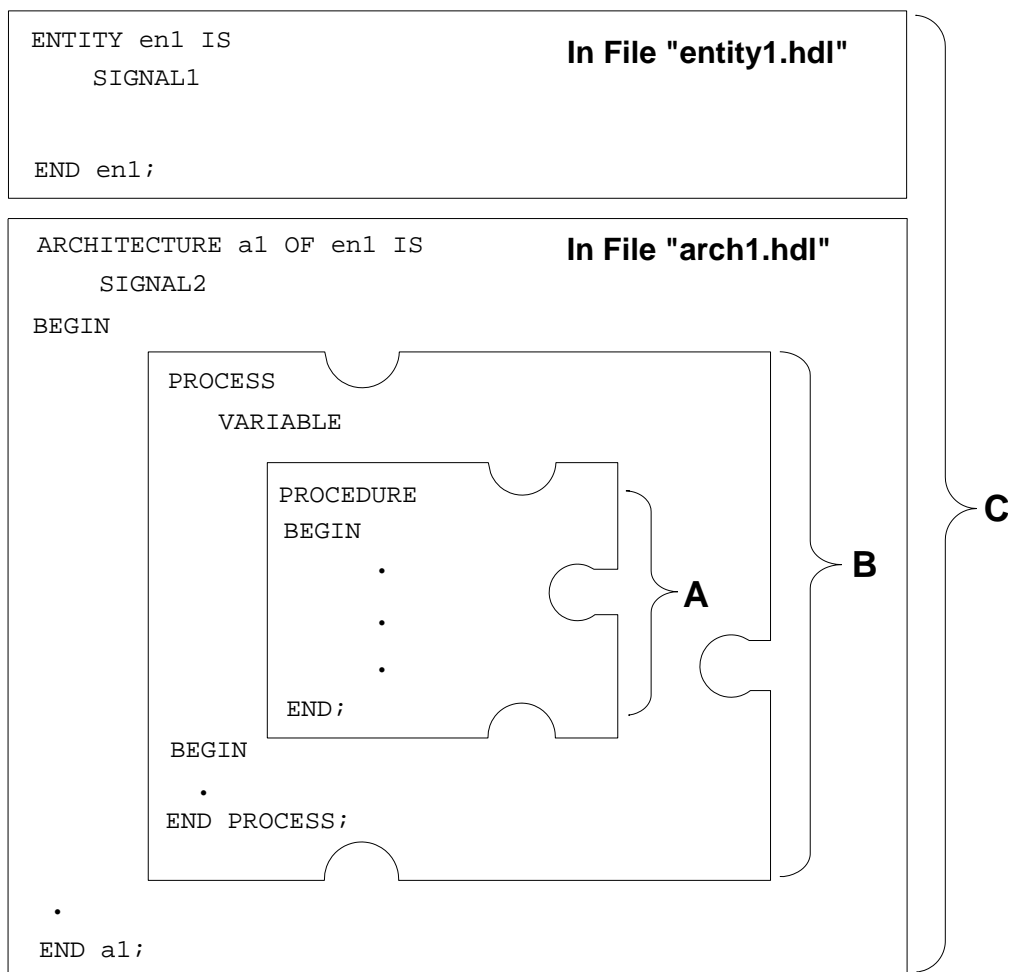 ENTITY en1 IS
In File "entity1.hdl"
SIGNAL1
END en1;
ARCHITECTURE a1 OF en1 IS
In File "arch1.hdl"
SIGNAL2
BEGIN
PROCESS
VARIABLE
PROCEDURE
BEGIN
.
.
.
END;
A
B
C
BEGIN
.
END PROCESS;
.
END a1;